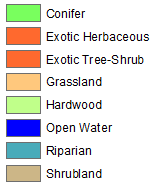 Conifer
Exotic Herbaceous
Exotic Tree-Shrub
Grassland
Hardwood
Open Water
Riparian
Shrubland